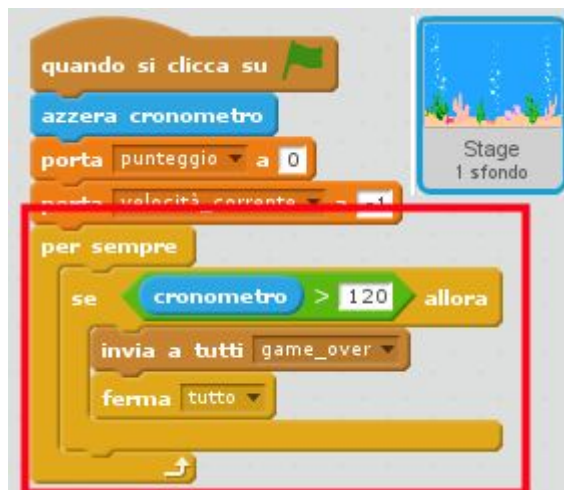 quando si clicca su
azzera cronometro
porta punteggio a 0
porta velocità_corrente a -1
per sempre
se cronometro > 120 allora
invia a tutti game_over
ferma tutto
Stage
1 sfondo